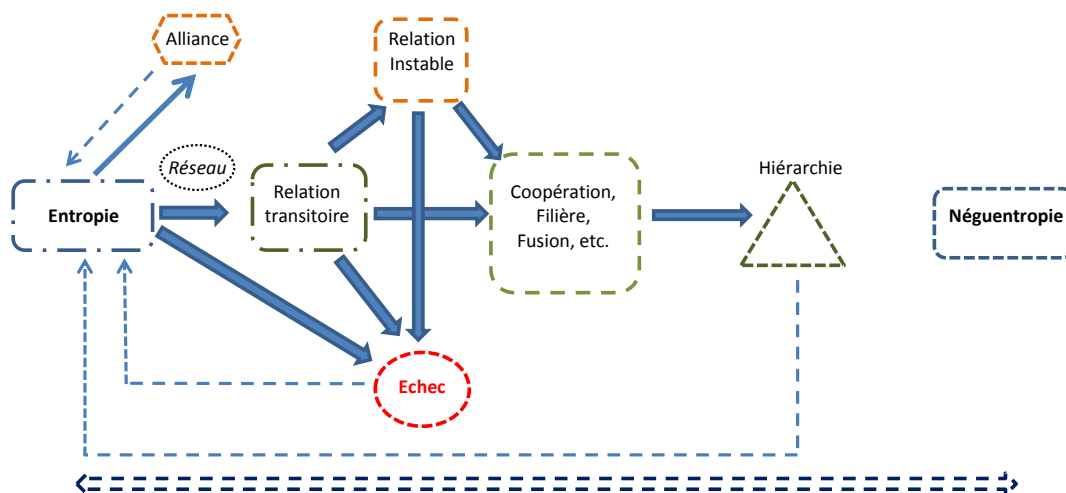 Alliance
Relation
Instable
Réseau
Entropie
Relation
transitoire
Coopération,
Filière,
Fusion, etc.
Hiérarchie
Néguentropie
Echec